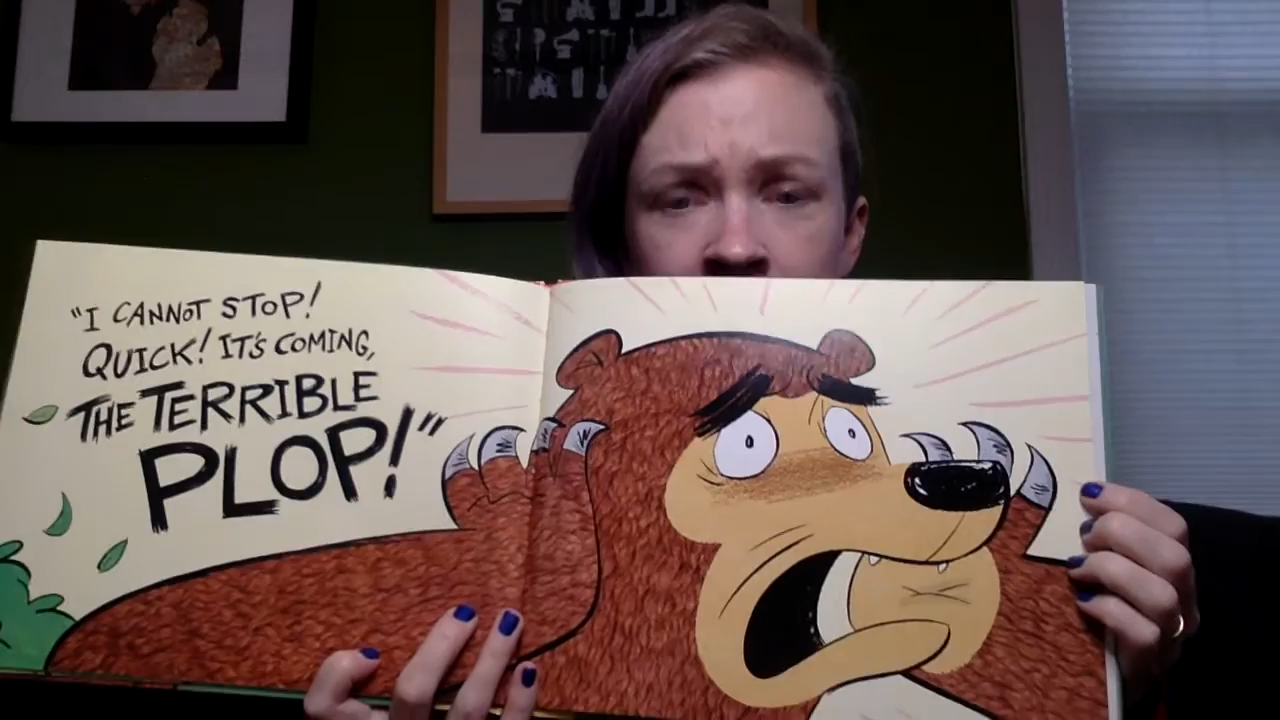 "I CANNOT STOP!
QUICK! IT'S COMING,
THE TERRIBLE
PLOP!"